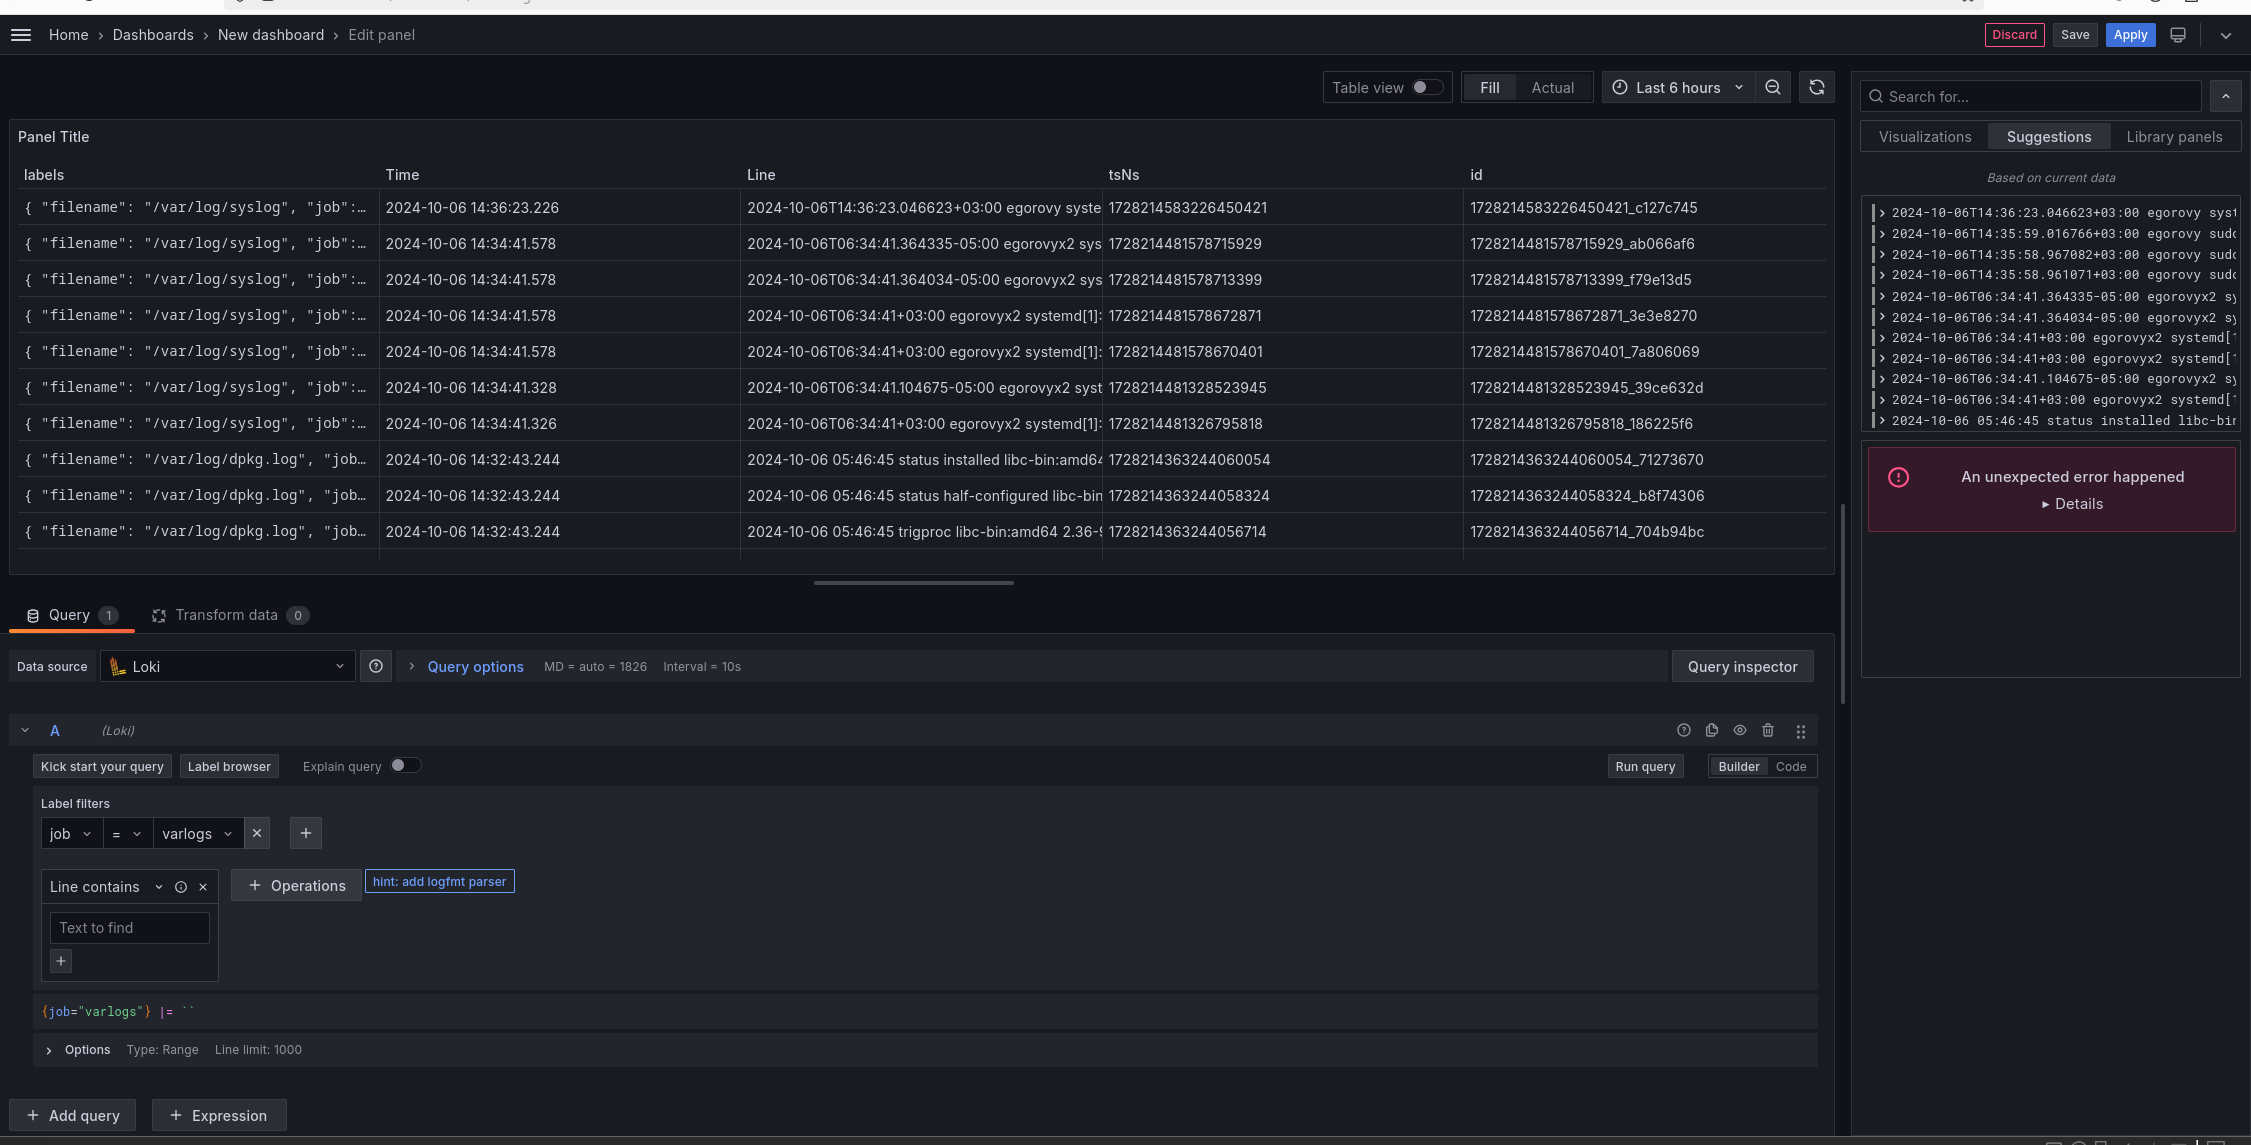 Home › Dashboards › New dashboard › Edit panel
Discard Save Apply
Table view Fill Actual Last 6 hours
Search for...
Panel Title
Visualizations Suggestions Library panels
Based on current data
labels Time Line tsNs id
{ "filename": "/var/log/syslog", "job":… 2024-10-06 14:36:23.226 2024-10-06T14:36:23.046623+03:00 egorovy syste 1728214583226450421 1728214583226450421_c127c745
{ "filename": "/var/log/syslog", "job":… 2024-10-06 14:34:41.578 2024-10-06T06:34:41.364335-05:00 egorovyx2 sys 1728214481578715929 1728214481578715929_ab066af6
{ "filename": "/var/log/syslog", "job":… 2024-10-06 14:34:41.578 2024-10-06T06:34:41.364034-05:00 egorovyx2 sys 1728214481578713399 1728214481578713399_f79e13d5
{ "filename": "/var/log/syslog", "job":… 2024-10-06 14:34:41.578 2024-10-06T06:34:41+03:00 egorovyx2 systemd[1]: 1728214481578672871 1728214481578672871_3e3e8270
{ "filename": "/var/log/syslog", "job":… 2024-10-06 14:34:41.578 2024-10-06T06:34:41+03:00 egorovyx2 systemd[1]: 1728214481578670401 1728214481578670401_7a806069
{ "filename": "/var/log/syslog", "job":… 2024-10-06 14:34:41.328 2024-10-06T06:34:41.104675-05:00 egorovyx2 syst 1728214481328523945 1728214481328523945_39ce632d
{ "filename": "/var/log/syslog", "job":… 2024-10-06 14:34:41.326 2024-10-06T06:34:41+03:00 egorovyx2 systemd[1]: 1728214481326795818 1728214481326795818_186225f6
{ "filename": "/var/log/dpkg.log", "job… 2024-10-06 14:32:43.244 2024-10-06 05:46:45 status installed libc-bin:amd64 1728214363244060054 1728214363244060054_71273670
{ "filename": "/var/log/dpkg.log", "job… 2024-10-06 14:32:43.244 2024-10-06 05:46:45 status half-configured libc-bin 1728214363244058324 1728214363244058324_b8f74306
{ "filename": "/var/log/dpkg.log", "job… 2024-10-06 14:32:43.244 2024-10-06 05:46:45 trigproc libc-bin:amd64 2.36-9 1728214363244056714 1728214363244056714_704b94bc
2024-10-06T14:36:23.046623+03:00 egorovy syst
2024-10-06T14:35:59.016766+03:00 egorovy sudo
2024-10-06T14:35:58.967082+03:00 egorovy sudo
2024-10-06T14:35:58.961071+03:00 egorovy sudo
2024-10-06T06:34:41.364335-05:00 egorovyx2 sy
2024-10-06T06:34:41.364034-05:00 egorovyx2 sy
2024-10-06T06:34:41+03:00 egorovyx2 systemd[1
2024-10-06T06:34:41+03:00 egorovyx2 systemd[1
2024-10-06T06:34:41.104675-05:00 egorovyx2 sy
2024-10-06T06:34:41+03:00 egorovyx2 systemd[1
2024-10-06 05:46:45 status installed libc-bin
An unexpected error happened
▸ Details
Query 1 Transform data 0
Data source Loki Query options MD = auto = 1826 Interval = 10s Query inspector
A (Loki)
Kick start your query Label browser Explain query Run query Builder Code
Label filters
job = varlogs
Line contains + Operations hint: add logfmt parser
Text to find
+
{job="varlogs"} |= ``
Options Type: Range Line limit: 1000
+ Add query + Expression